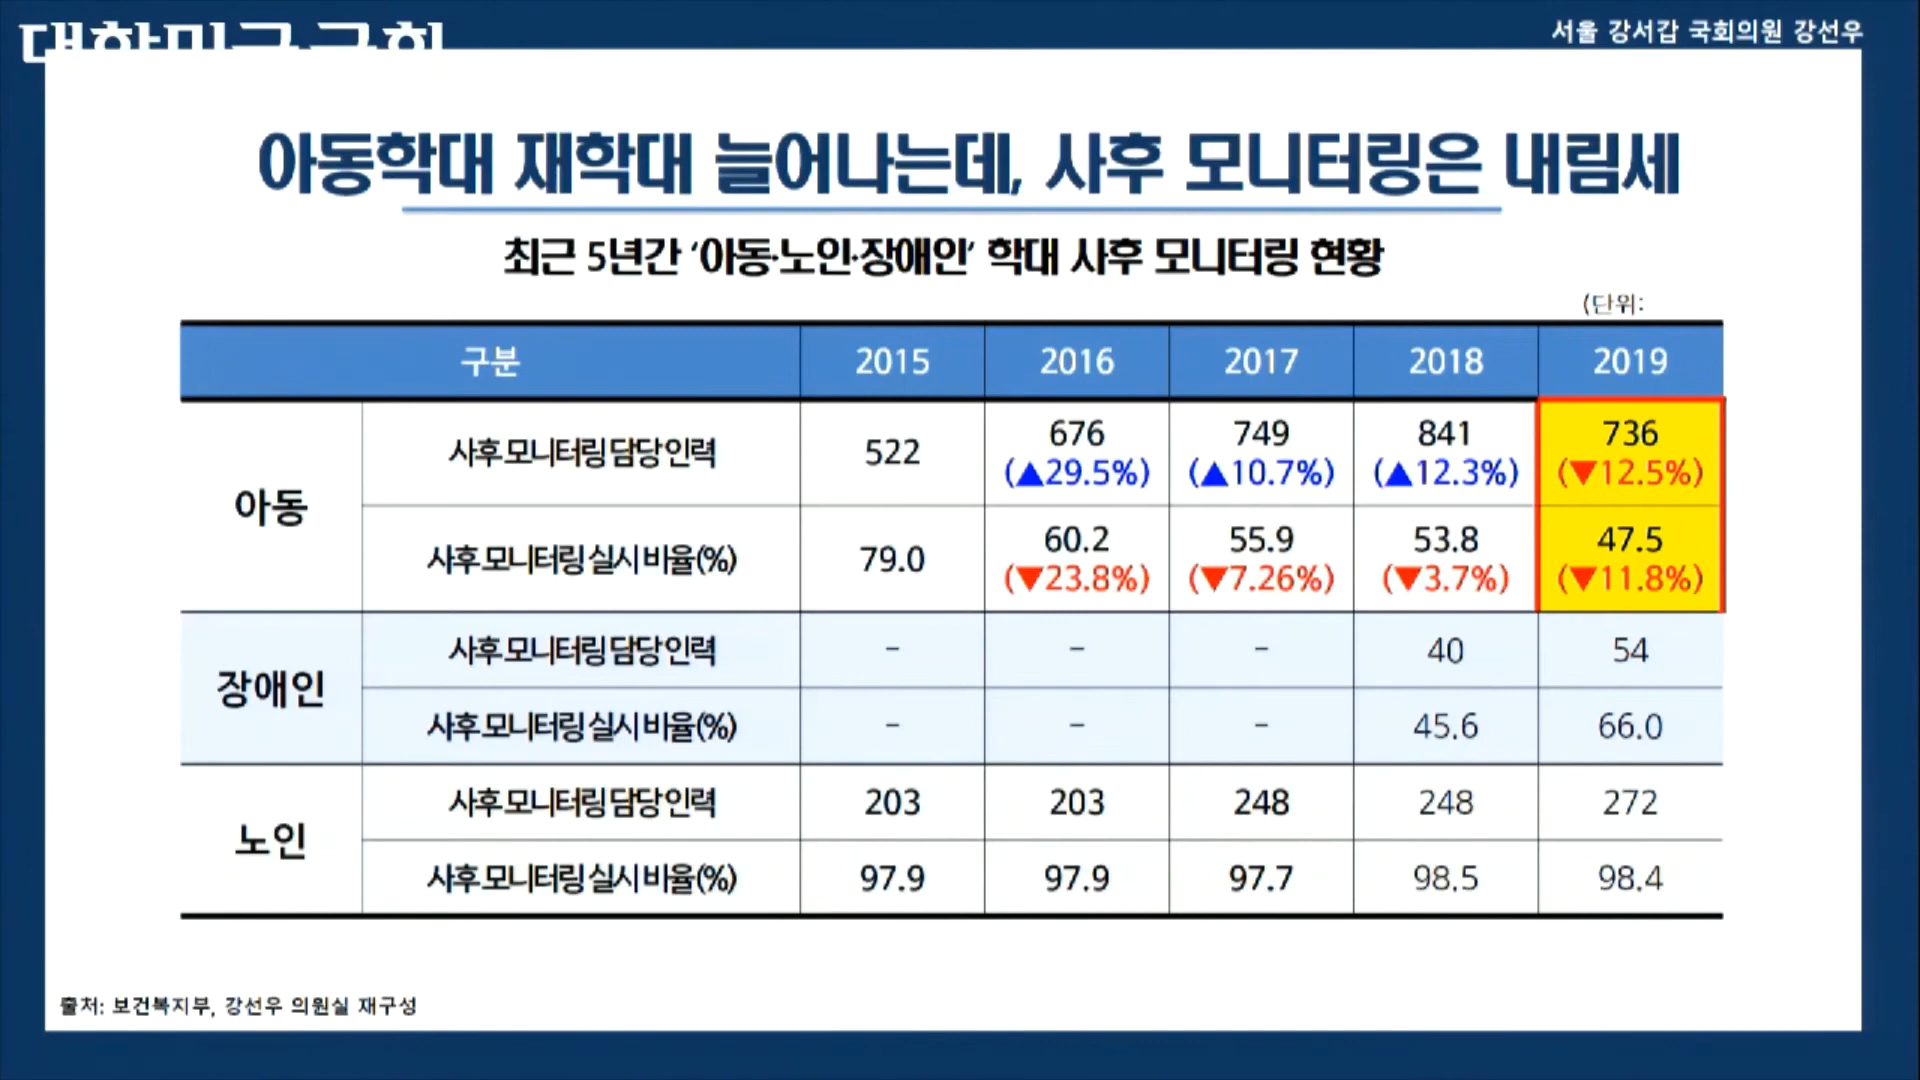 대한민국국회
서울 강서갑 국회의원 강선우
아동학대 재학대 늘어나는데, 사후 모니터링은 내림세
최근 5년간 ‘아동·노인·장애인’ 학대 사후 모니터링 현황
(단위:
구분 2015 2016 2017 2018 2019
아동
사후 모니터링 담당 인력 522 676 749 841 736
(▲29.5%) (▲10.7%) (▲12.3%) (▼12.5%)
사후 모니터링 실시 비율(%) 79.0 60.2 55.9 53.8 47.5
(▼23.8%) (▼7.26%) (▼3.7%) (▼11.8%)
장애인
사후 모니터링 담당 인력 - - - 40 54
사후 모니터링 실시 비율(%) - - - 45.6 66.0
노인
사후 모니터링 담당 인력 203 203 248 248 272
사후 모니터링 실시 비율(%) 97.9 97.9 97.7 98.5 98.4
출처: 보건복지부, 강선우 의원실 재구성